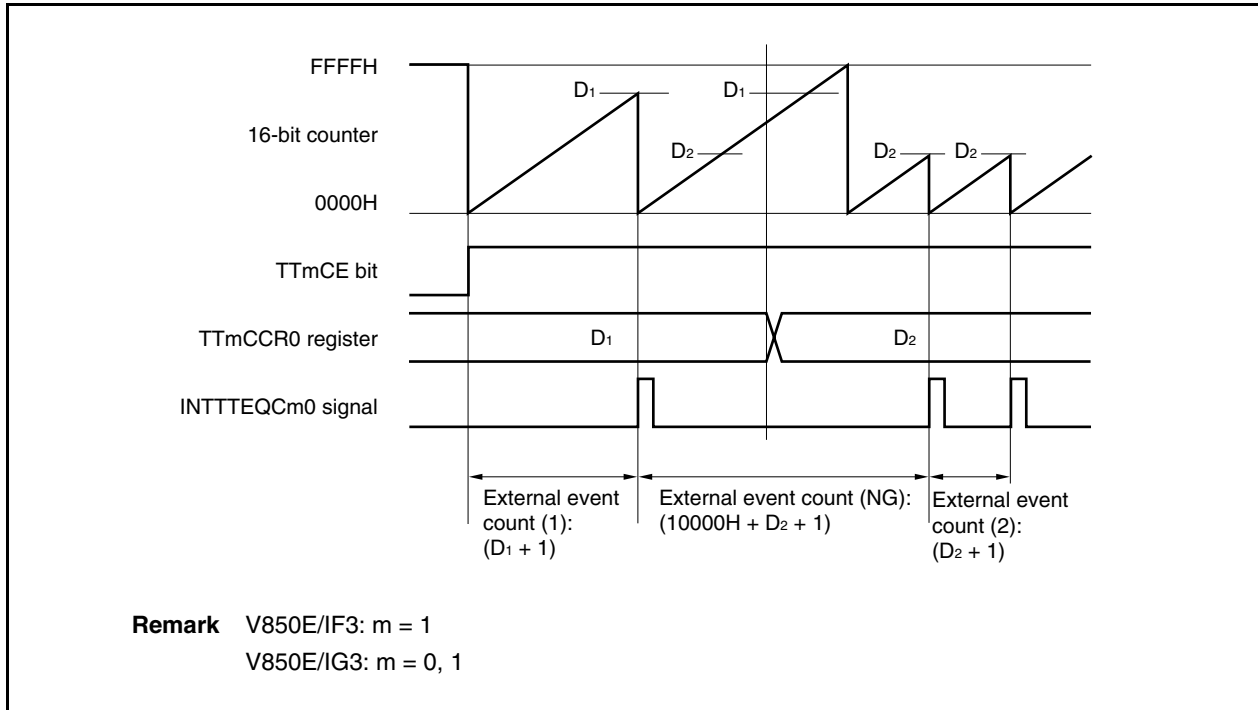 FFFFH
D1
D1
16-bit counter
D2
D2
D2
0000H
TTmCE bit
TTmCCR0 register
D1
D2
INTTTEQCm0 signal
External event
count (1):
(D1 + 1)
External event count (NG):
(10000H + D2 + 1)
External event
count (2):
(D2 + 1)
Remark V850E/IF3: m = 1
V850E/IG3: m = 0, 1